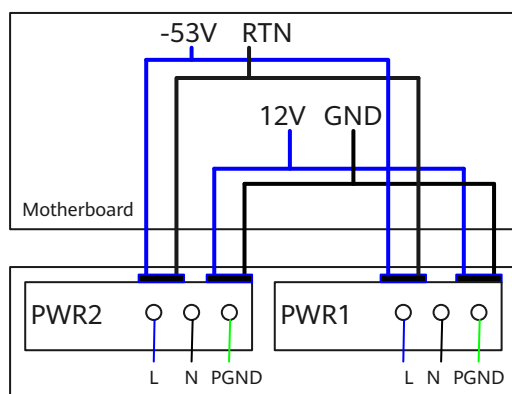 -53V RTN
12V GND
Motherboard
PWR2 PWR1
L N PGND L N PGND